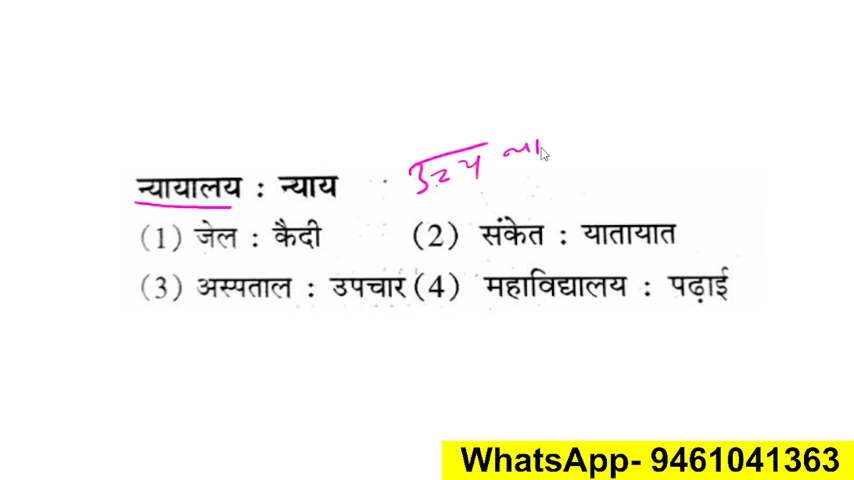 न्यायालय : न्याय
(1) जेल : कैदी (2) संकेत : यातायात
(3) अस्पताल : उपचार (4) महाविद्यालय : पढ़ाई
WhatsApp- 9461041363